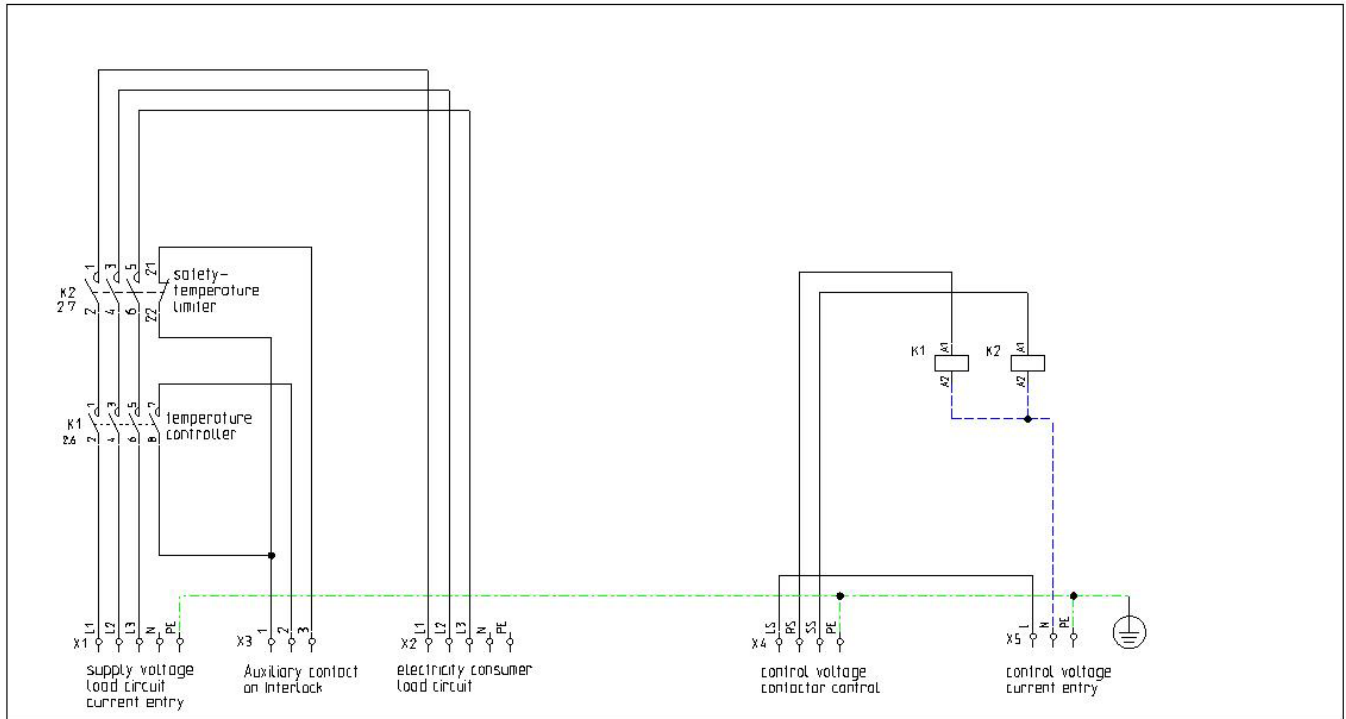 1
3
5
21
safety-
temperature
limiter
K2
2 7
2
4
6
22
K1
A1
A2
K2
A1
A2
1
3
5
7
temperature
controller
K1
2.6
2
4
6
8
X1
L1
L2
L3
N
PE
X3
1
2
3
X2
L1
L2
L3
N
PE
X4
LS
RS
SS
PE
X5
L
N
PE
supply voltage
load circuit
current entry
Auxiliary contact
on Interlock
electricity consumer
load circuit
control voltage
contactor control
control voltage
current entry